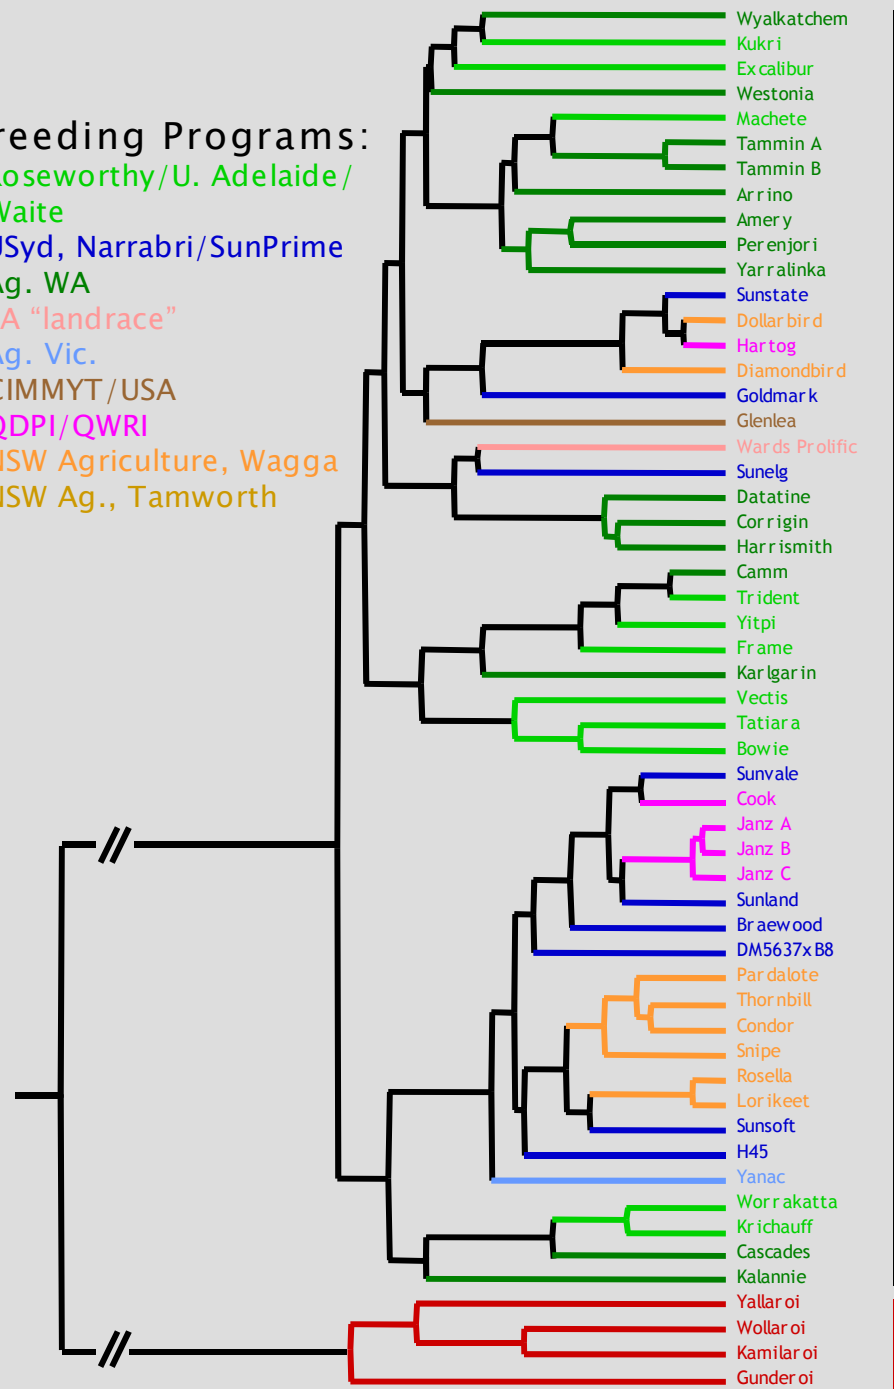 Wyalkatchem
Kukri
Excalibur
Westonia
reeding Programs:
Machete
Tammin A
Tammin B
oseworthy/U. Adelaide/
Waite
Arrino
Amery
Perenjori
Yarralinka
USyd, Narrabri/SunPrime
Ag. WA
A “landrace”
Ag. Vic.
CIMMYT/USA
QDPI/QWRI
NSW Agriculture, Wagga
NSW Ag., Tamworth
Sunstate
Dollarbird
Hartog
Diamondbird
Goldmark
Glenlea
Wards Prolific
Sunelg
Datatine
Corrigin
Harrismith
Camm
Trident
Yitpi
Frame
Karlgarin
Vectis
Tatiara
Bowie
Sunvale
Cook
Janz A
Janz B
Janz C
Sunland
Braewood
DM5637xB8
Pardalote
Thornbill
Condor
Snipe
Rosella
Lorikeet
Sunsoft
H45
Yanac
Worrakatta
Krichauff
Cascades
Kalannie
Yallaroi
Wollaroi
Kamilaroi
Gunderoi